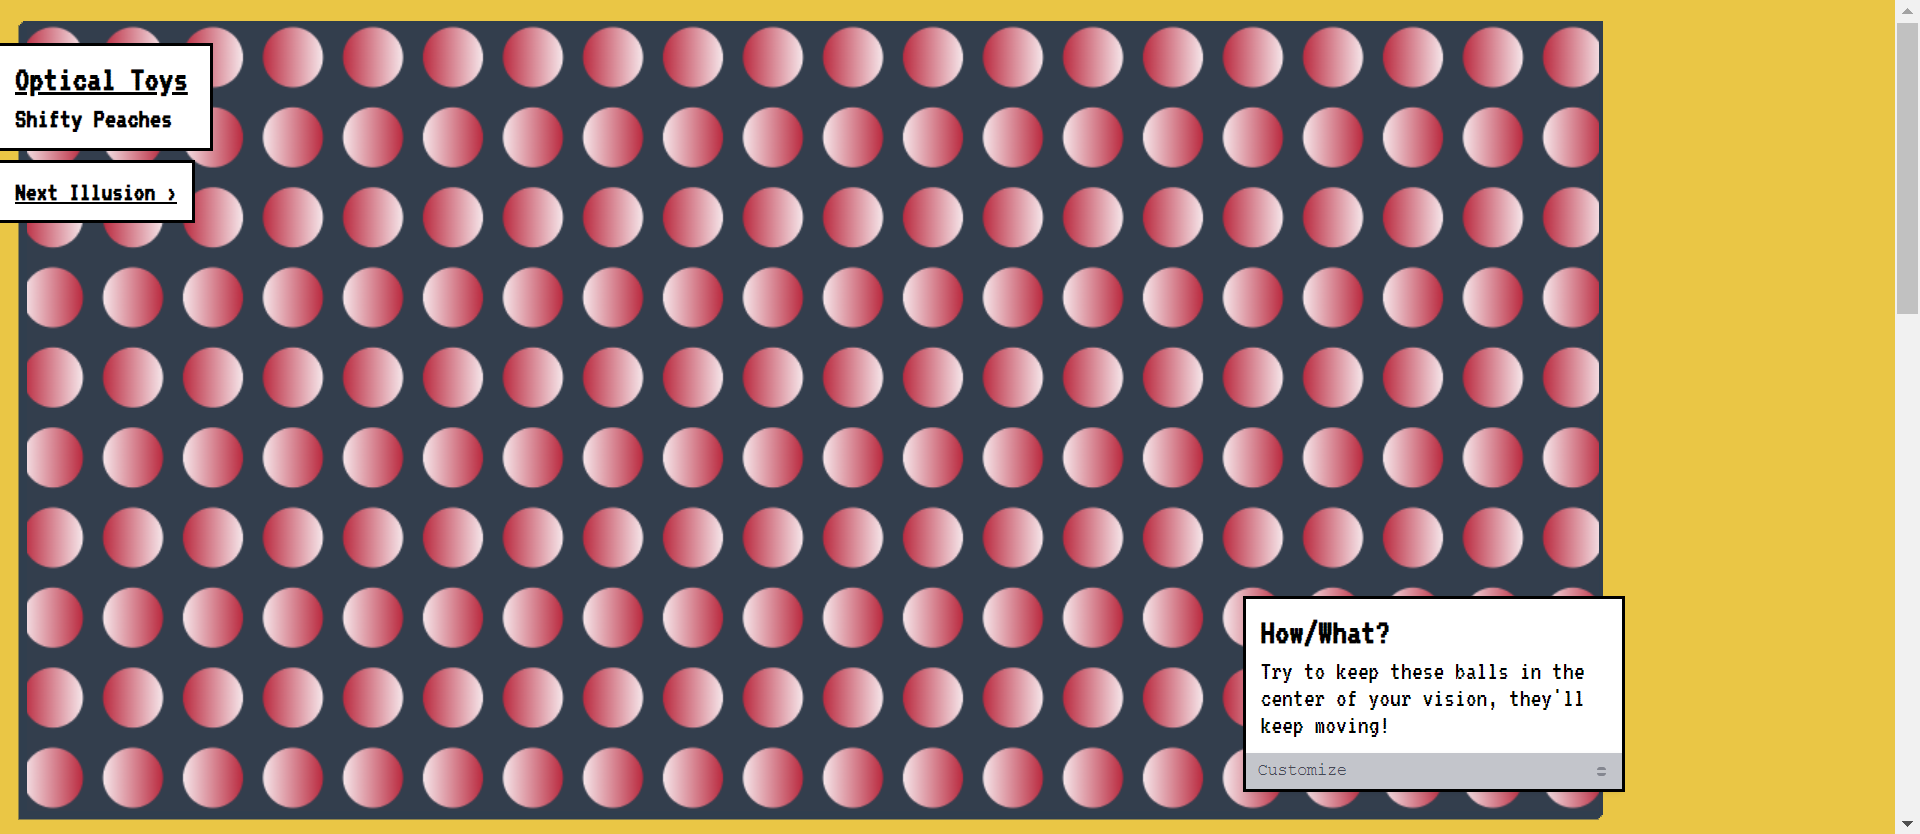 Optical Toys
Shifty Peaches
Next Illusion ›
How/What?
Try to keep these balls in the
center of your vision, they'll
keep moving!
Customize